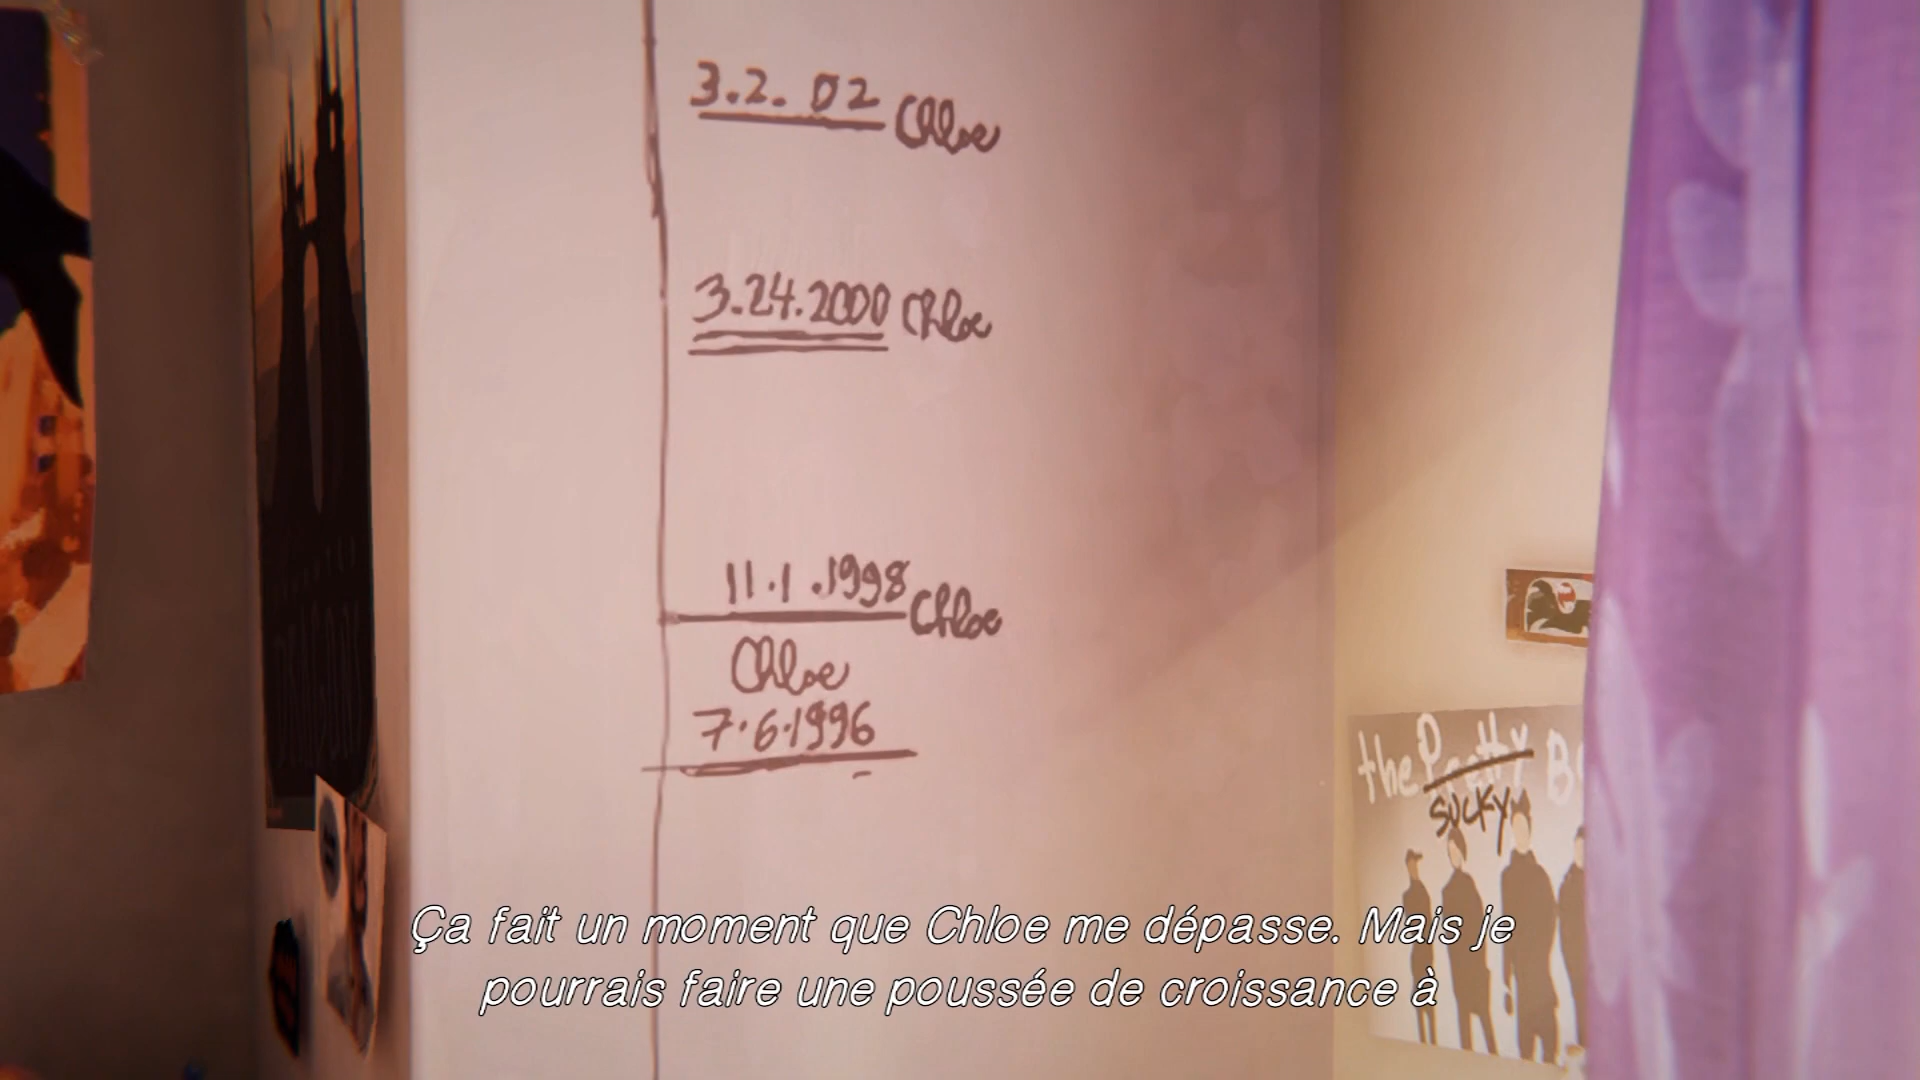 3.2.02 Chloe
3.24.2000 Chloe
11.1.1998 Chloe
Chloe
7.6.1996
the Pretty
sucky
Ça fait un moment que Chloe me dépasse. Mais je
pourrais faire une poussée de croissance à